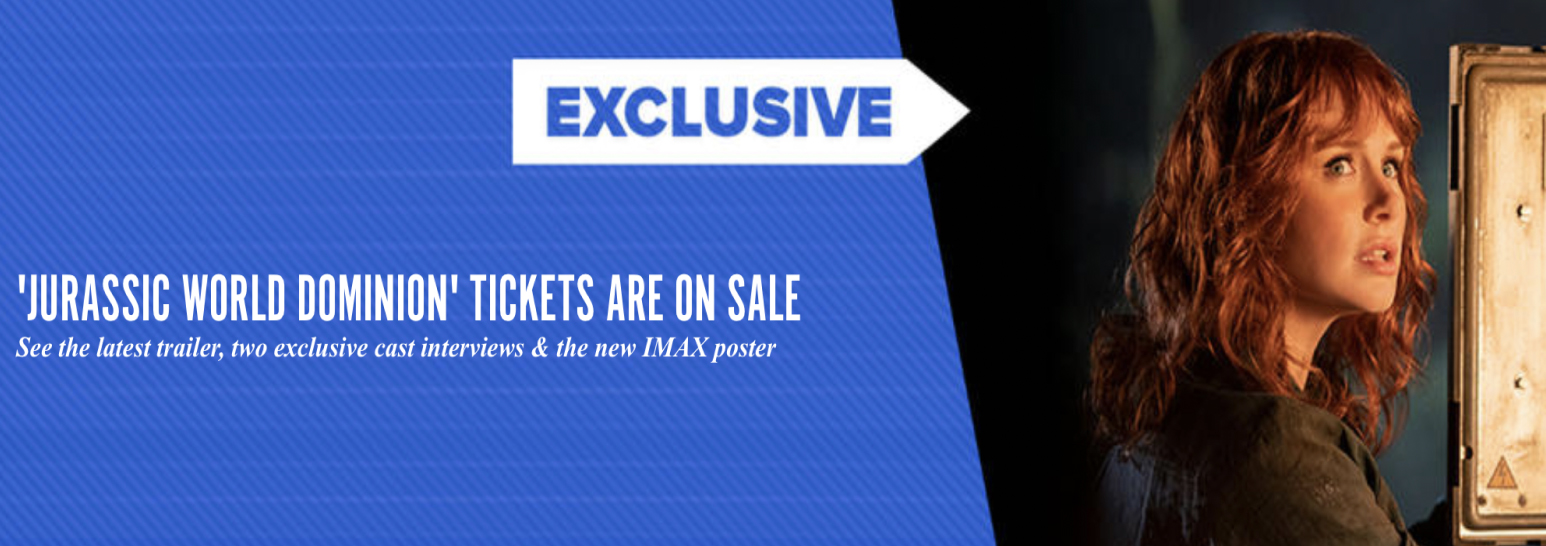 EXCLUSIVE
'JURASSIC WORLD DOMINION' TICKETS ARE ON SALE
See the latest trailer, two exclusive cast interviews & the new IMAX poster